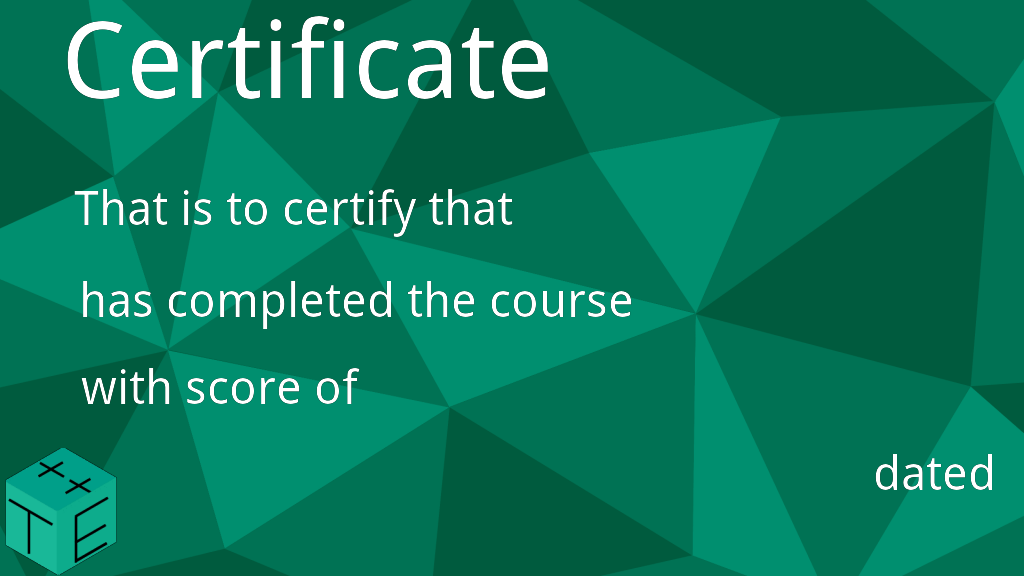 Certificate
That is to certify that
has completed the course
with score of
dated
++
T E